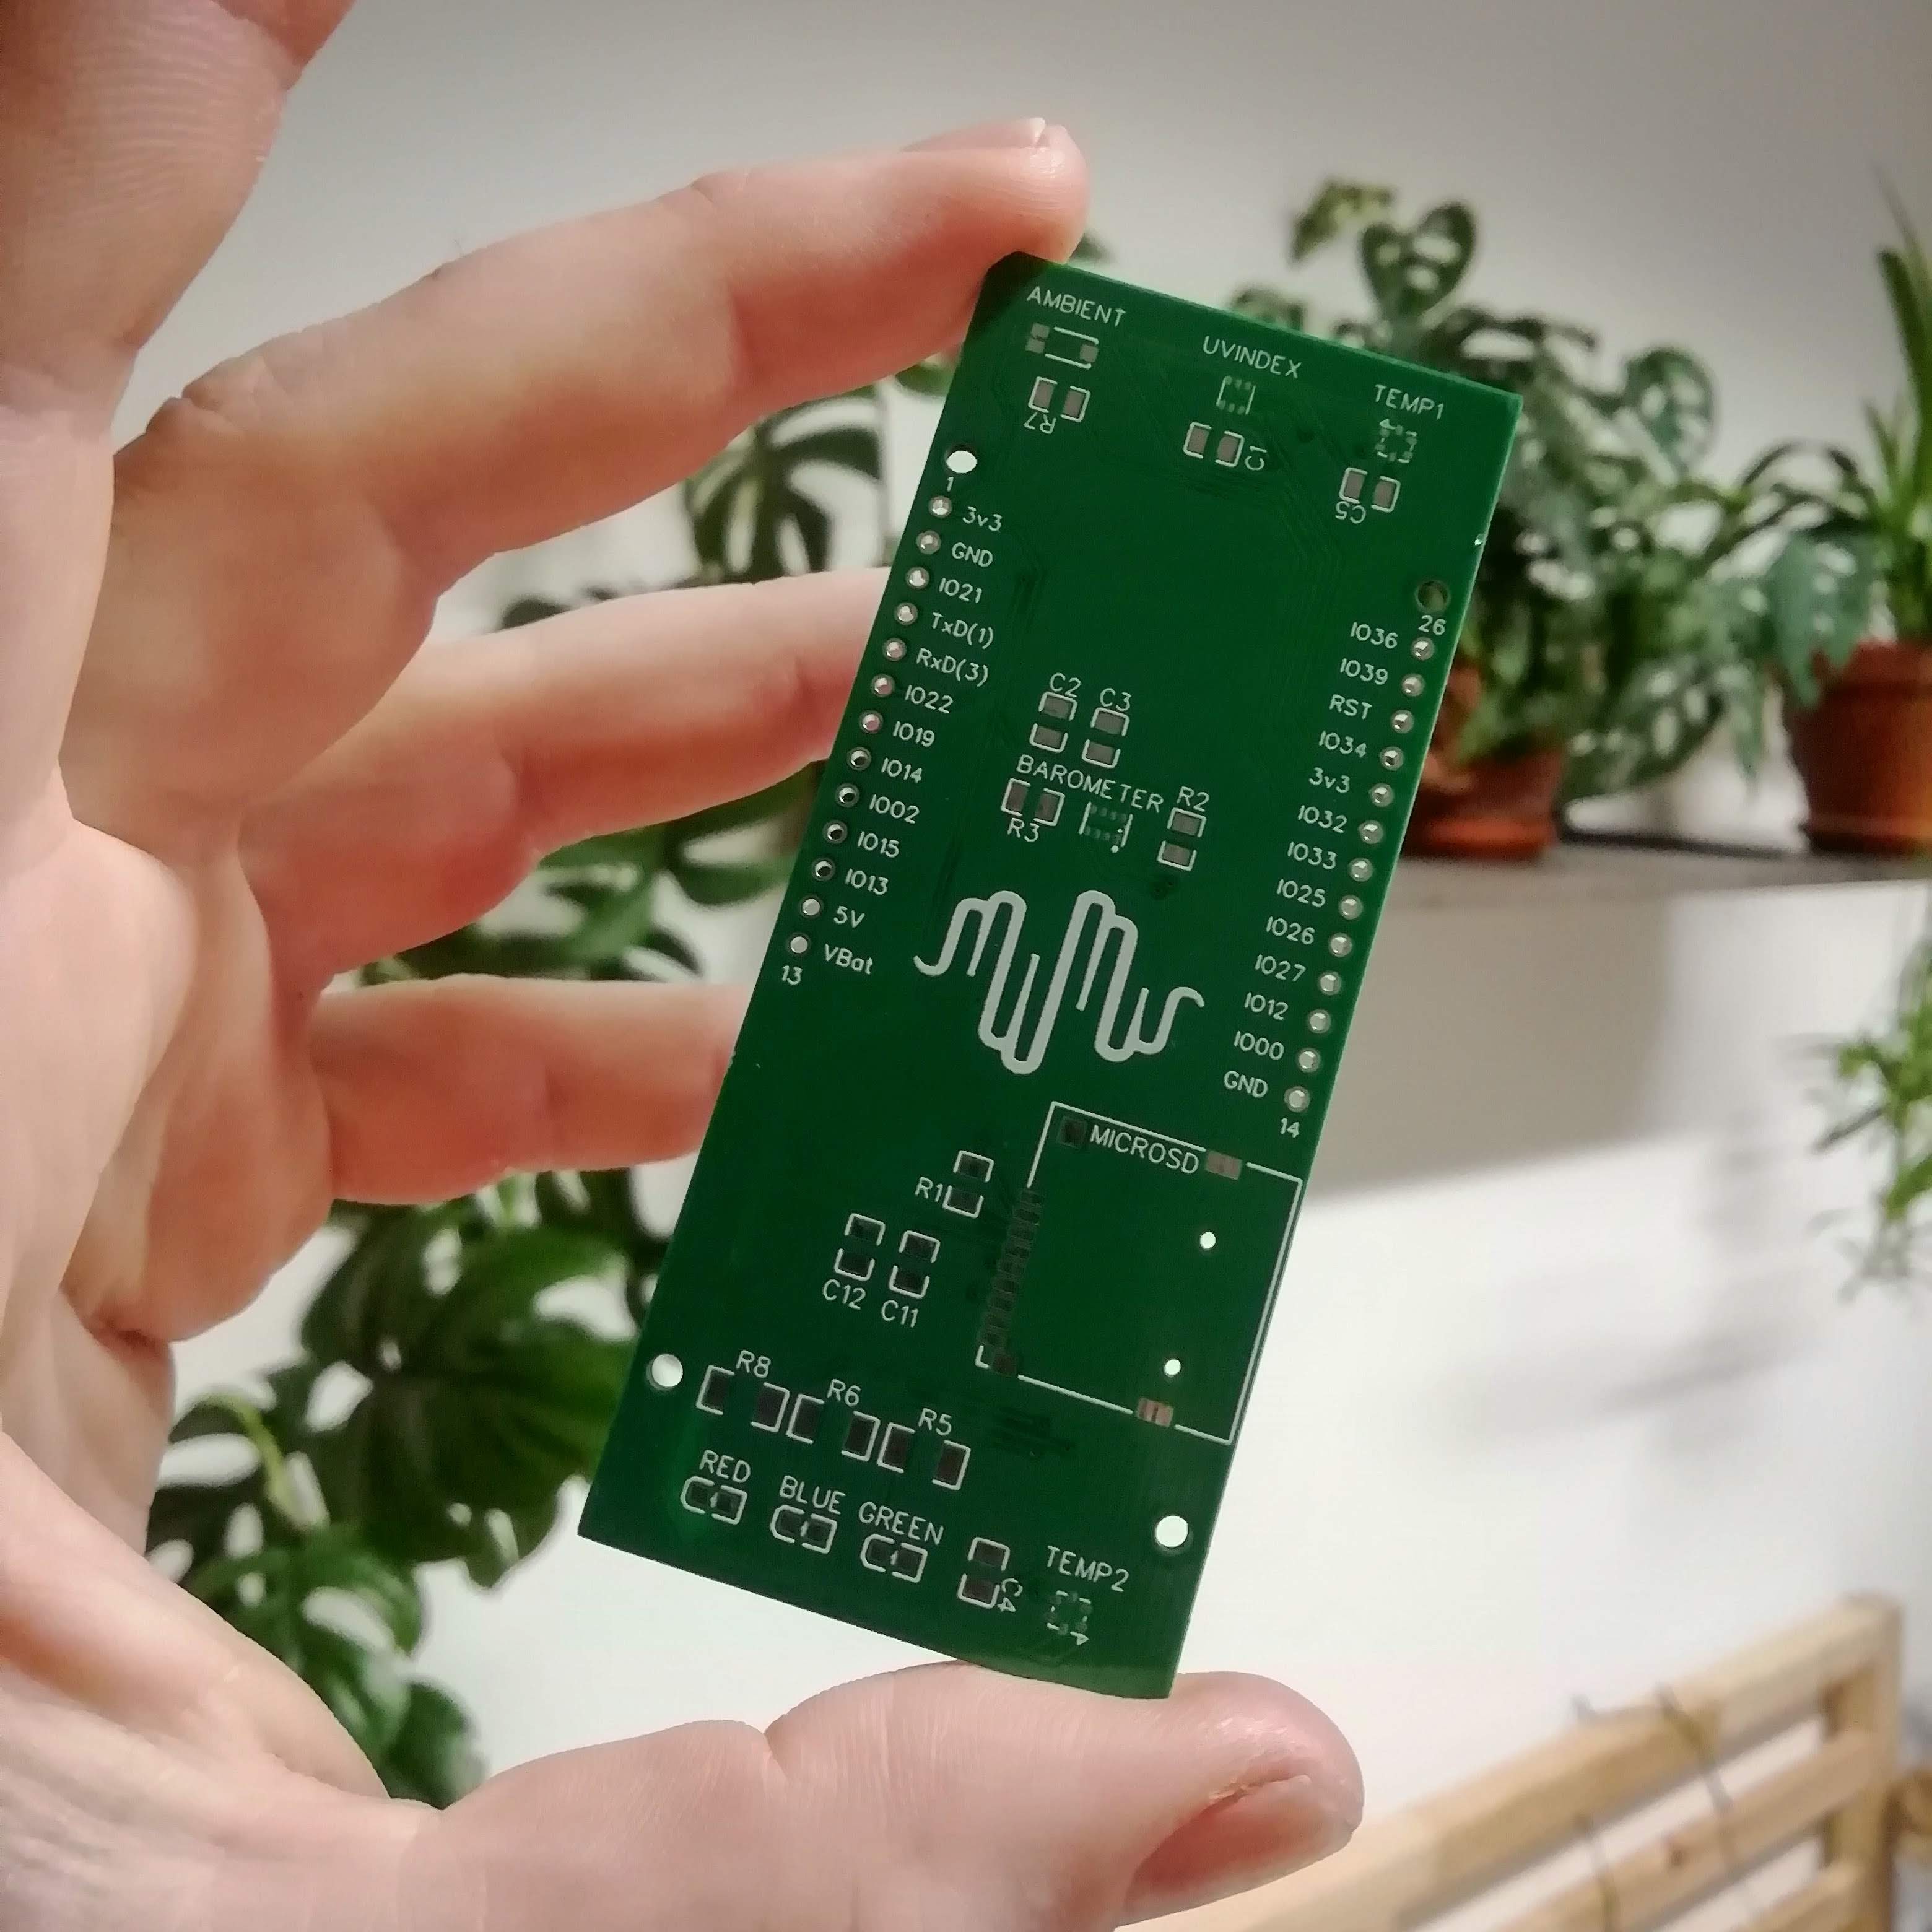 AMBIENT
UVINDEX
TEMP1
R7
C1
C5
1
3v3
GND
IO21
TxD(1)
RxD(3)
IO22
IO19
IO14
IO02
IO15
IO13
5V
VBat
13
26
IO36
IO39
RST
IO34
3v3
IO32
IO33
IO25
IO26
IO27
IO12
IO00
GND
14
C2 C3
BAROMETER
R2
R3
MICROSD
R1
C12 C11
R8 R6 R5
RED BLUE GREEN
C4
TEMP2